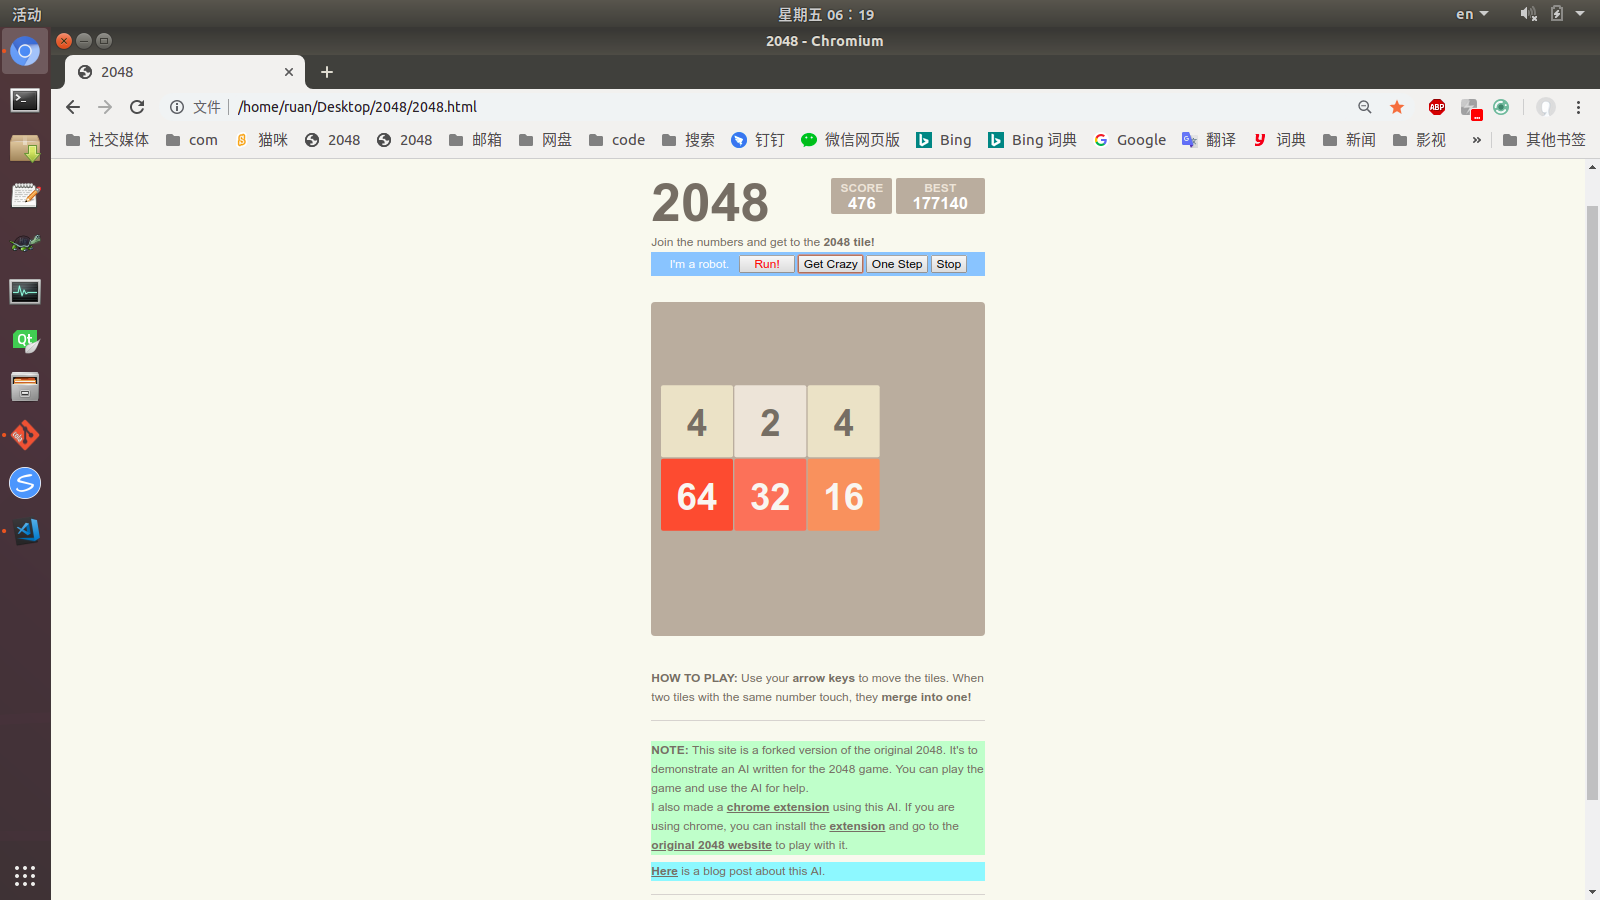 活动
星期五 06：19
en
2048 - Chromium
2048
文件 /home/ruan/Desktop/2048/2048.html
ABP
社交媒体 com 猫咪 2048 2048 邮箱 网盘 code 搜索 钉钉 微信网页版 Bing Bing 词典 Google 翻译 词典 新闻 影视 » 其他书签
2048
SCORE
476
BEST
177140
Join the numbers and get to the 2048 tile!
I'm a robot. Run! Get Crazy One Step Stop
4 2 4
64 32 16
HOW TO PLAY: Use your arrow keys to move the tiles. When
two tiles with the same number touch, they merge into one!
NOTE: This site is a forked version of the original 2048. It's to
demonstrate an AI written for the 2048 game. You can play the
game and use the AI for help.
I also made a chrome extension using this AI. If you are
using chrome, you can install the extension and go to the
original 2048 website to play with it.
Here is a blog post about this AI.
Qt